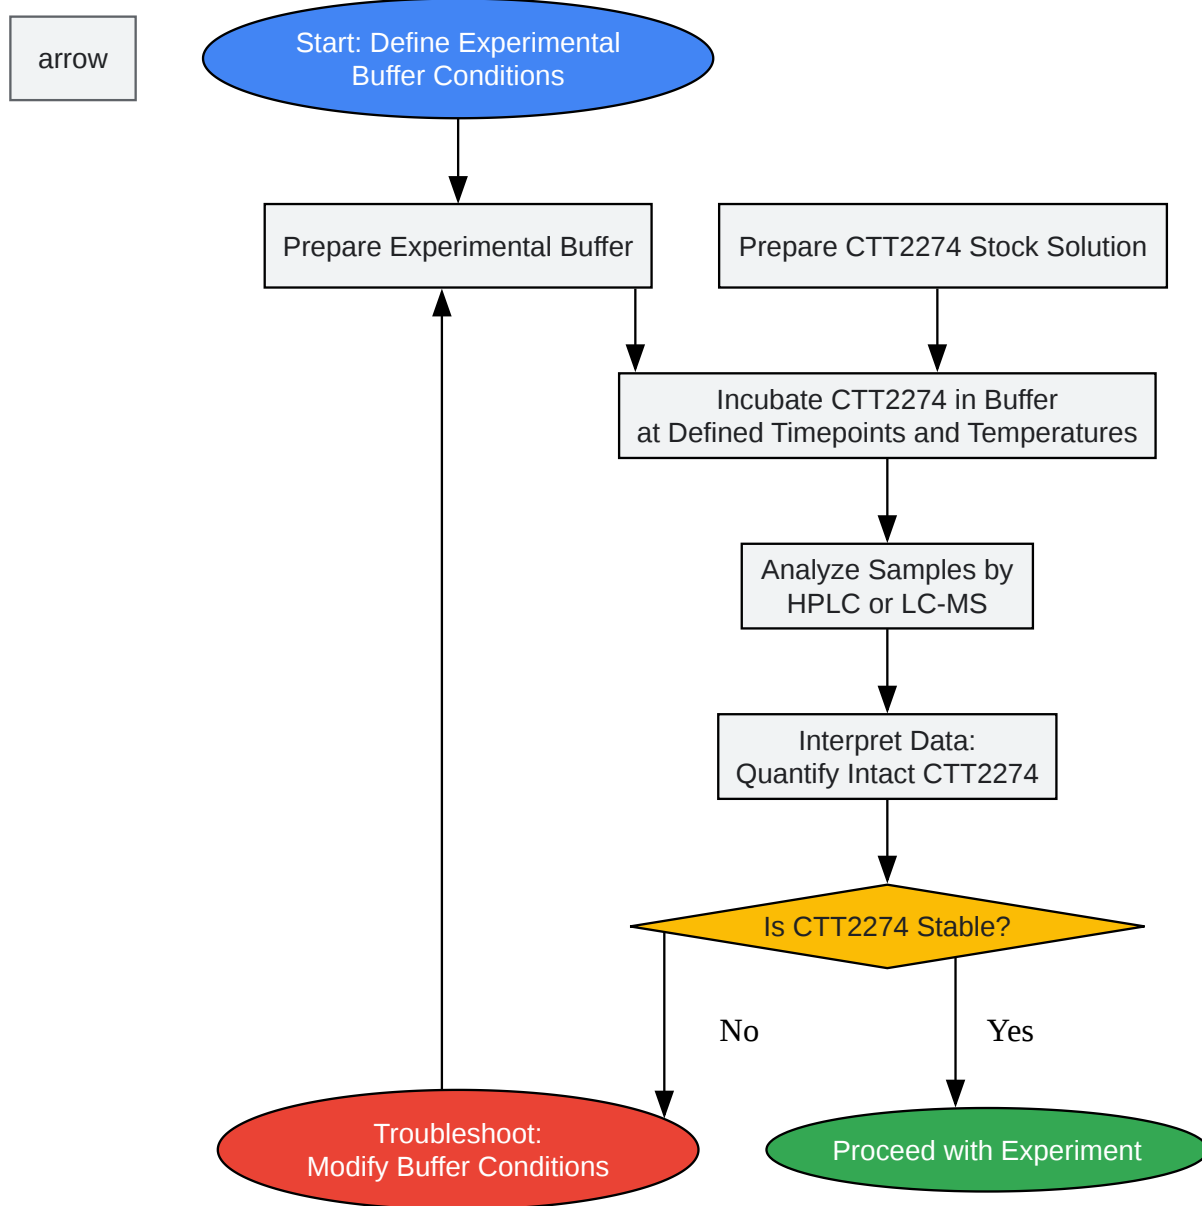 arrow
Start: Define Experimental
Buffer Conditions
Prepare Experimental Buffer
Prepare CTT2274 Stock Solution
Incubate CTT2274 in Buffer
at Defined Timepoints and Temperatures
Analyze Samples by
HPLC or LC-MS
Interpret Data:
Quantify Intact CTT2274
Is CTT2274 Stable?
No
Yes
Troubleshoot:
Modify Buffer Conditions
Proceed with Experiment